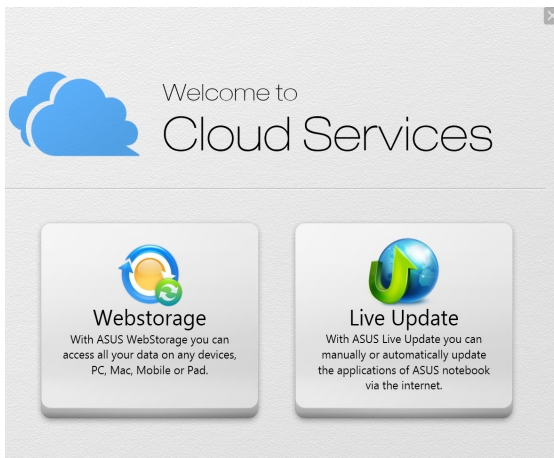 Welcome to
Cloud Services
Webstorage
With ASUS WebStorage you can
access all your data on any devices,
PC, Mac, Mobile or Pad.
Live Update
With ASUS Live Update you can
manually or automatically update
the applications of ASUS notebook
via the internet.